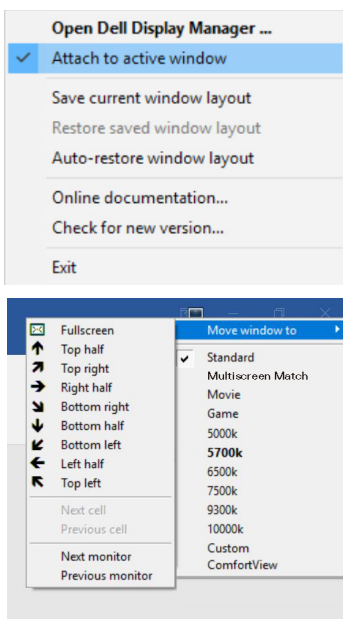 Open Dell Display Manager ...
Attach to active window
Save current window layout
Restore saved window layout
Auto-restore window layout
Online documentation...
Check for new version...
Exit
Fullscreen
Top half
Top right
Right half
Bottom right
Bottom half
Bottom left
Left half
Top left
Next cell
Previous cell
Next monitor
Previous monitor
Move window to
Standard
Multiscreen Match
Movie
Game
5000k
5700k
6500k
7500k
9300k
10000k
Custom
ComfortView